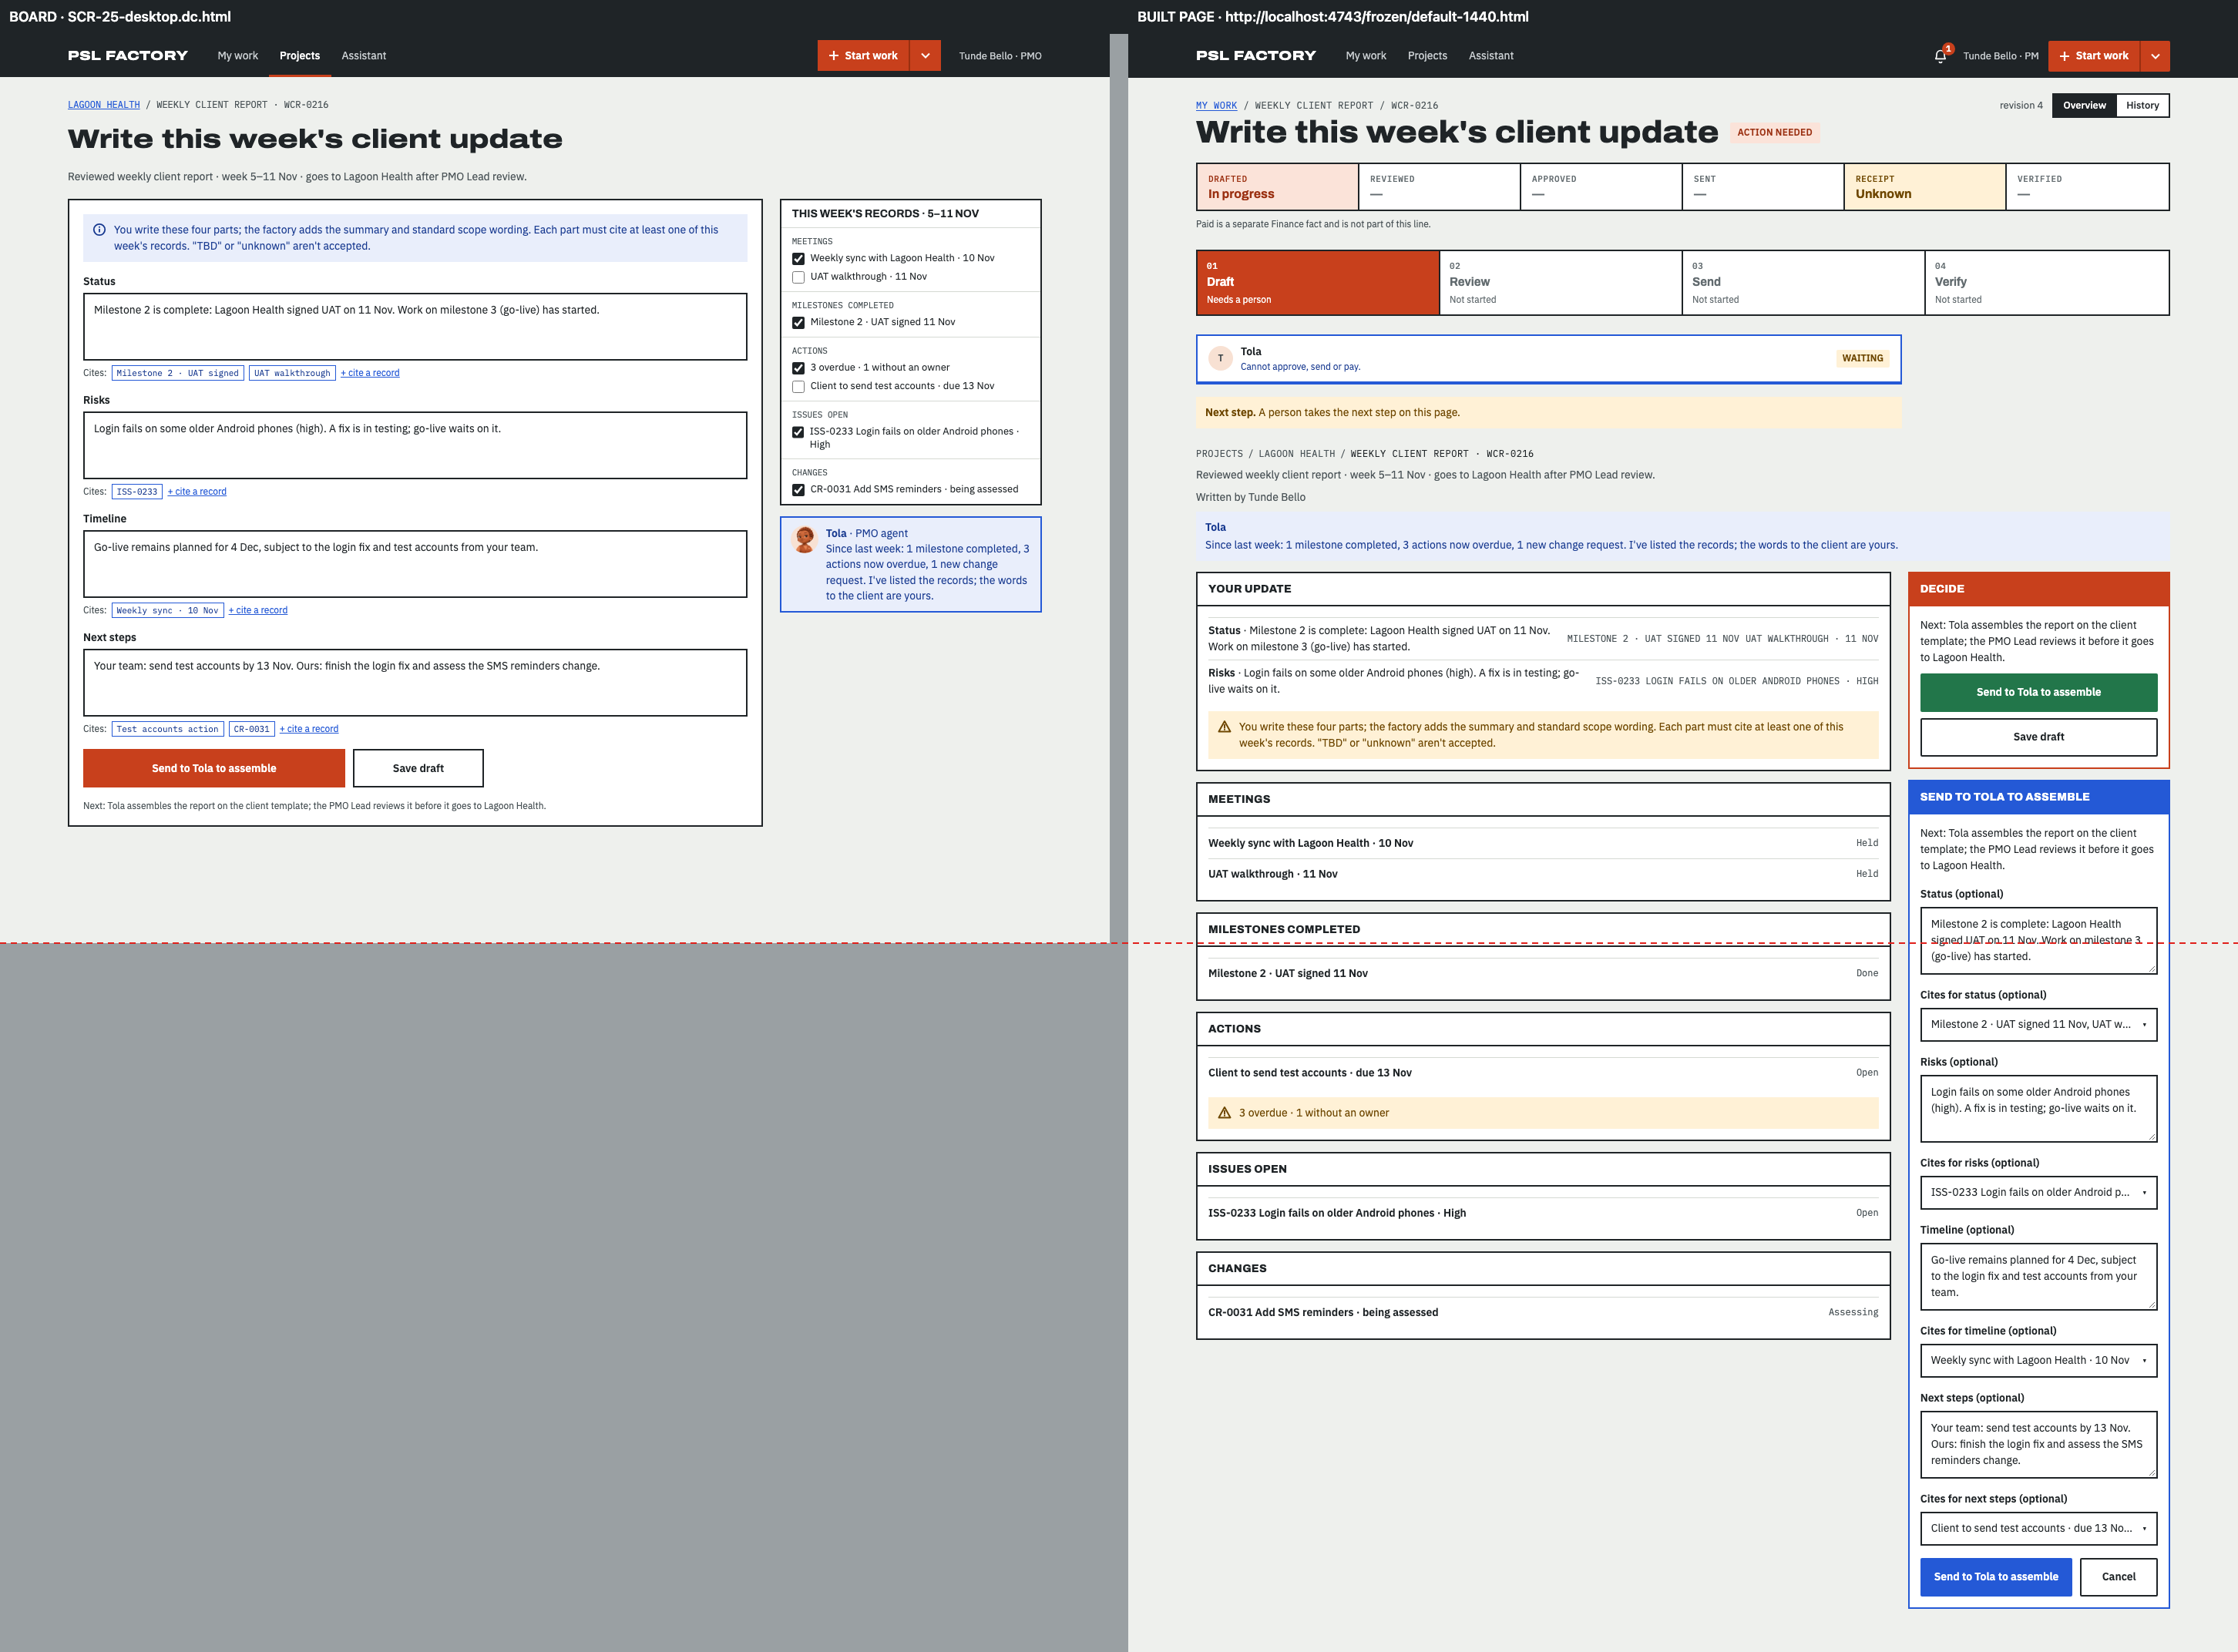 BOARD · SCR-25-desktop.dc.html
PSL FACTORY
My work
Projects
Assistant
+ Start work
Tunde Bello · PMO
LAGOON HEALTH / WEEKLY CLIENT REPORT · WCR-0216
Write this week's client update
Reviewed weekly client report · week 5–11 Nov · goes to Lagoon Health after PMO Lead review.
You write these four parts; the factory adds the summary and standard scope wording. Each part must cite at least one of this
week's records. "TBD" or "unknown" aren't accepted.
Status
Milestone 2 is complete: Lagoon Health signed UAT on 11 Nov. Work on milestone 3 (go-live) has started.
Cites: Milestone 2 · UAT signed UAT walkthrough + cite a record
Risks
Login fails on some older Android phones (high). A fix is in testing; go-live waits on it.
Cites: ISS-0233 + cite a record
Timeline
Go-live remains planned for 4 Dec, subject to the login fix and test accounts from your team.
Cites: Weekly sync · 10 Nov + cite a record
Next steps
Your team: send test accounts by 13 Nov. Ours: finish the login fix and assess the SMS reminders change.
Cites: Test accounts action CR-0031 + cite a record
Send to Tola to assemble
Save draft
Next: Tola assembles the report on the client template; the PMO Lead reviews it before it goes to Lagoon Health.
THIS WEEK'S RECORDS · 5–11 NOV
MEETINGS
Weekly sync with Lagoon Health · 10 Nov
UAT walkthrough · 11 Nov
MILESTONES COMPLETED
Milestone 2 · UAT signed 11 Nov
ACTIONS
3 overdue · 1 without an owner
Client to send test accounts · due 13 Nov
ISSUES OPEN
ISS-0233 Login fails on older Android phones ·
High
CHANGES
CR-0031 Add SMS reminders · being assessed
Tola · PMO agent
Since last week: 1 milestone completed, 3
actions now overdue, 1 new change
request. I've listed the records; the words
to the client are yours.
BUILT PAGE · http://localhost:4743/frozen/default-1440.html
PSL FACTORY
My work
Projects
Assistant
1
Tunde Bello · PM
+ Start work
MY WORK / WEEKLY CLIENT REPORT / WCR-0216
revision 4
Overview
History
Write this week's client update
ACTION NEEDED
DRAFTED
In progress
REVIEWED
—
APPROVED
—
SENT
—
RECEIPT
Unknown
VERIFIED
—
Paid is a separate Finance fact and is not part of this line.
01
Draft
Needs a person
02
Review
Not started
03
Send
Not started
04
Verify
Not started
T
Tola
Cannot approve, send or pay.
WAITING
Next step. A person takes the next step on this page.
PROJECTS / LAGOON HEALTH / WEEKLY CLIENT REPORT · WCR-0216
Reviewed weekly client report · week 5–11 Nov · goes to Lagoon Health after PMO Lead review.
Written by Tunde Bello
Tola
Since last week: 1 milestone completed, 3 actions now overdue, 1 new change request. I've listed the records; the words to the client are yours.
YOUR UPDATE
Status · Milestone 2 is complete: Lagoon Health signed UAT on 11 Nov.
Work on milestone 3 (go-live) has started.
MILESTONE 2 · UAT SIGNED 11 NOV UAT WALKTHROUGH · 11 NOV
Risks · Login fails on some older Android phones (high). A fix is in testing; go-
live waits on it.
ISS-0233 LOGIN FAILS ON OLDER ANDROID PHONES · HIGH
You write these four parts; the factory adds the summary and standard scope wording. Each part must cite at least one of this
week's records. "TBD" or "unknown" aren't accepted.
MEETINGS
Weekly sync with Lagoon Health · 10 Nov
Held
UAT walkthrough · 11 Nov
Held
MILESTONES COMPLETED
Milestone 2 · UAT signed 11 Nov
Done
ACTIONS
Client to send test accounts · due 13 Nov
Open
3 overdue · 1 without an owner
ISSUES OPEN
ISS-0233 Login fails on older Android phones · High
Open
CHANGES
CR-0031 Add SMS reminders · being assessed
Assessing
DECIDE
Next: Tola assembles the report on the client
template; the PMO Lead reviews it before it goes
to Lagoon Health.
Send to Tola to assemble
Save draft
SEND TO TOLA TO ASSEMBLE
Next: Tola assembles the report on the client
template; the PMO Lead reviews it before it goes
to Lagoon Health.
Status (optional)
Milestone 2 is complete: Lagoon Health
signed UAT on 11 Nov. Work on milestone 3
(go-live) has started.
Cites for status (optional)
Milestone 2 · UAT signed 11 Nov, UAT w...
Risks (optional)
Login fails on some older Android phones
(high). A fix is in testing; go-live waits on it.
Cites for risks (optional)
ISS-0233 Login fails on older Android p...
Timeline (optional)
Go-live remains planned for 4 Dec, subject
to the login fix and test accounts from your
team.
Cites for timeline (optional)
Weekly sync with Lagoon Health · 10 Nov
Next steps (optional)
Your team: send test accounts by 13 Nov.
Ours: finish the login fix and assess the SMS
reminders change.
Cites for next steps (optional)
Client to send test accounts · due 13 No...
Send to Tola to assemble
Cancel